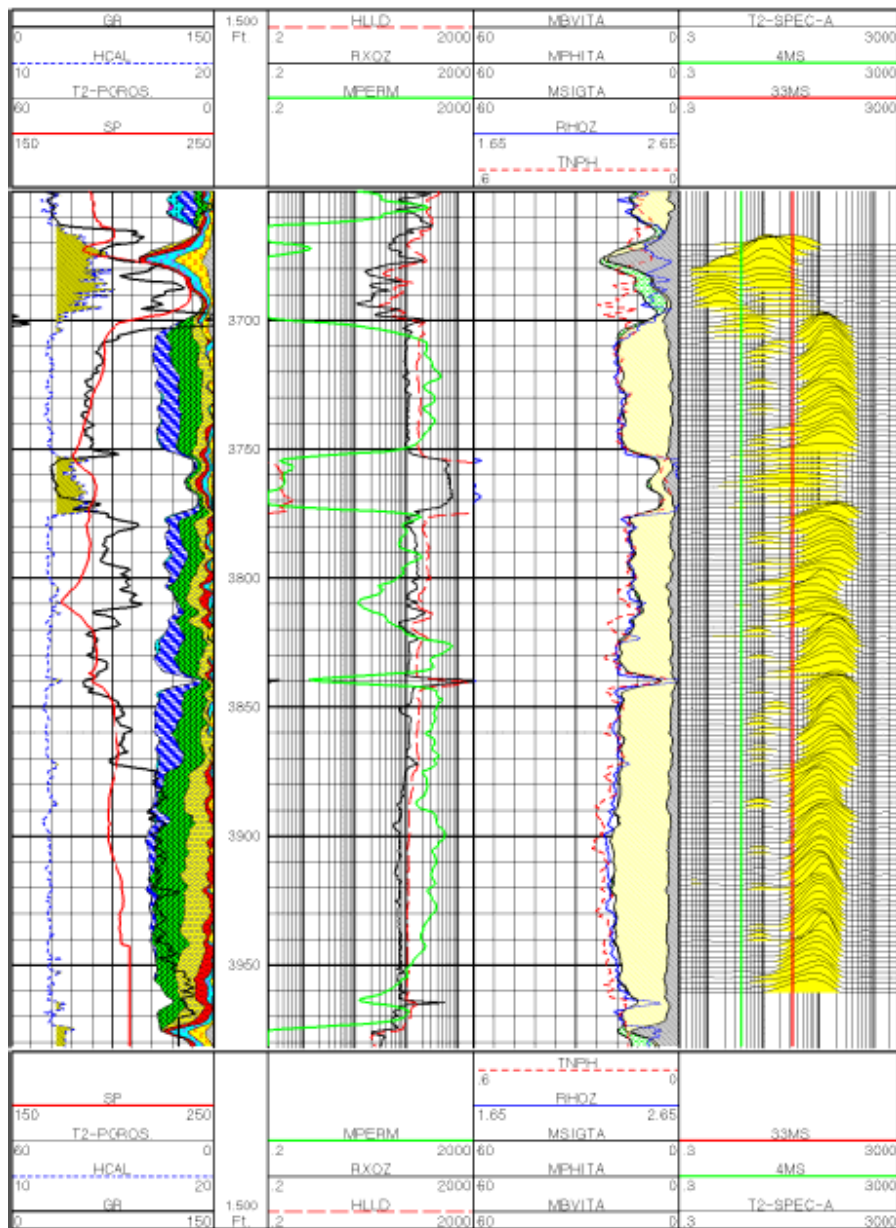 GR 1.500 HLLD MBVITA T2-SPEC-A
0 150 Ft. .2 2000 60 0 .3 3000
HCAL RXOZ MPHITA 4MS
10 20 .2 2000 60 0 .3 3000
T2-POROS. MPERM MSIGTA 33MS
60 0 .2 2000 60 0 .3 3000
SP RHOZ
150 250 1.65 2.65
TNPH
.6 0
3700
3750
3800
3850
3900
3950
TNPH
.6 0
SP RHOZ
150 250 1.65 2.65
T2-POROS. MPERM MSIGTA 33MS
60 0 .2 2000 60 0 .3 3000
HCAL RXOZ MPHITA 4MS
10 20 .2 2000 60 0 .3 3000
GR 1.500 HLLD MBVITA T2-SPEC-A
0 150 Ft. .2 2000 60 0 .3 3000